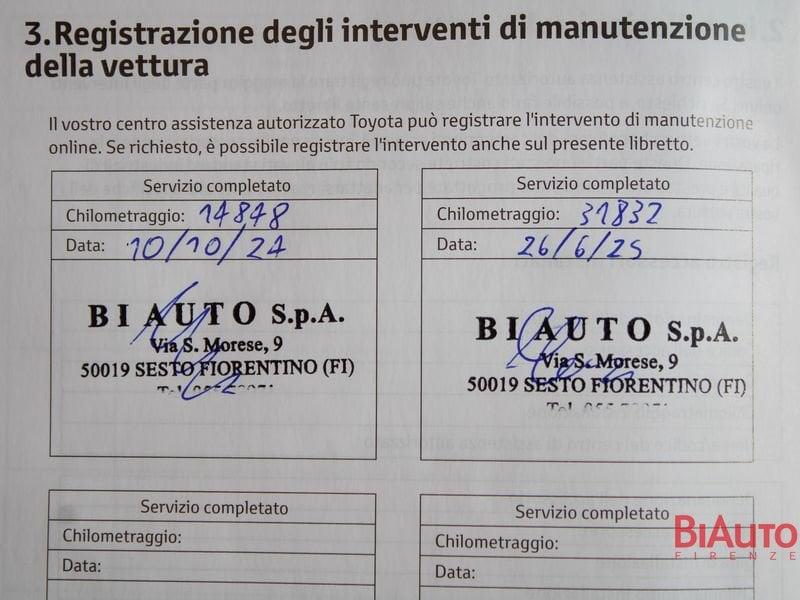 3.Registrazione degli interventi di manutenzione
della vettura
Il vostro centro assistenza autorizzato Toyota può registrare l'intervento di manutenzione
online. Se richiesto, è possibile registrare l'intervento anche sul presente libretto.
Servizio completato
Chilometraggio: 14848
Data: 10/10/24
BI AUTO S.p.A.
Via S. Morese, 9
50019 SESTO FIORENTINO (FI)
Servizio completato
Chilometraggio: 31832
Data: 26/6/25
BI AUTO S.p.A.
Via S. Morese, 9
50019 SESTO FIORENTINO (FI)
Tel.
Servizio completato
Chilometraggio:
Data:
Servizio completato
Chilometraggio:
Data:
BIAUTO
FIRENZE